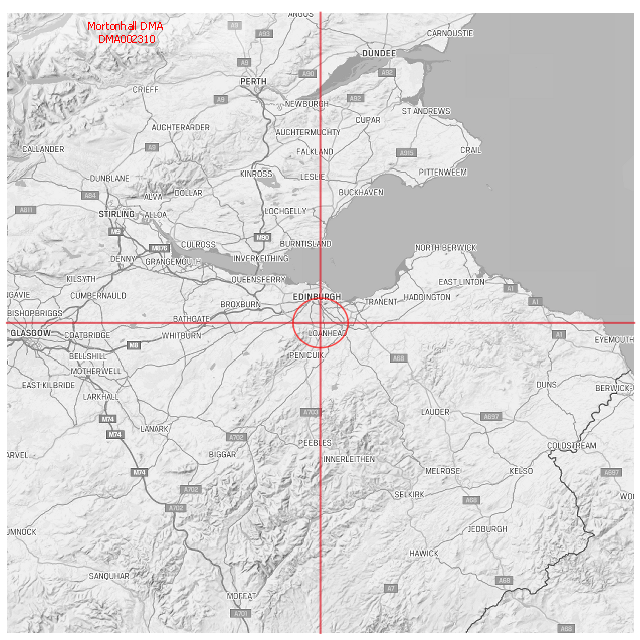 Mortonhall DMA
DMA002310
ANGUS
A9
A93
CARNOUSTIE
DUNDEE
A9
PERTH
A90
A92
CRIEFF
A9
NEWBURGH
A92
ST ANDREWS
AUCHTERARDER
AUCHTERMUCHTY
CUPAR
CALLANDER
A9
FALKLAND
A915
CRAIL
DUNBLANE
KINROSS
LESLIE
PITTENWEEM
A84
ALVA
DOLLAR
BUCKHAVEN
A811
STIRLING
ALLOA
LOCHGELLY
M9
M90
CULROSS
BURNTISLAND
M876
NORTH BERWICK
DENNY
GRANGEMOUTH
INVERKEITHING
KILSYTH
QUEENSFERRY
EAST LINTON
A1
GAVIE
CUMBERNAULD
EDINBURGH
HADDINGTON
A1
BROXBURN
TRANENT
BISHOPBRIGGS
BATHGATE
GLASGOW
COATBRIDGE
WHITBURN
LOANHEAD
A1
EYEMOUTH
M8
BELLSHILL
PENICUIK
A68
MOTHERWELL
EAST KILBRIDE
DUNS
BERWICK-
LARKHALL
LAUDER
A703
A697
M74
LANARK
M74
A702
PEEBLES
COLDSTREAM
ARVEL
BIGGAR
INNERLEITHEN
M74
MELROSE
KELSO
A697
A702
SELKIRK
A68
WOO
A702
UMNOCK
JEDBURGH
HAWICK
SANQUHAR
A68
A7
MOFFAT
A701
A68